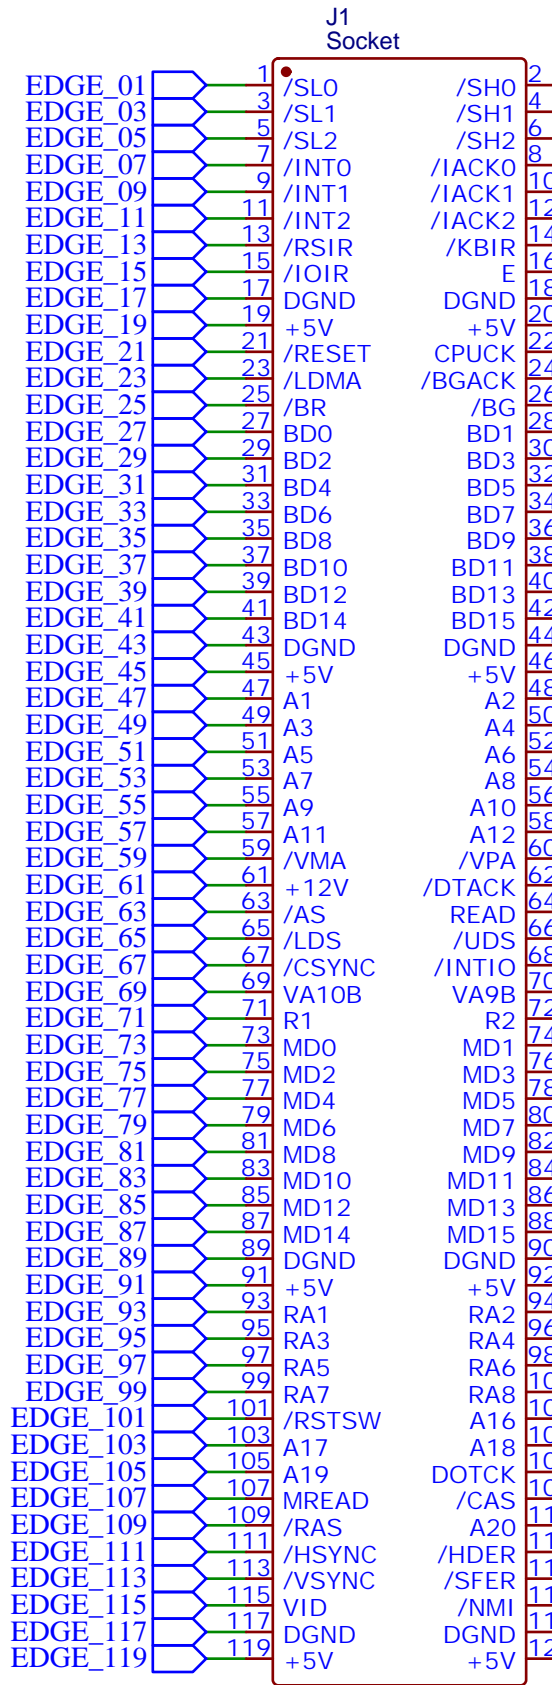 J1
Socket
EDGE_01 1 /SL0 /SH0 2
EDGE_03 3 /SL1 /SH1 4
EDGE_05 5 /SL2 /SH2 6
EDGE_07 7 /INT0 /IACK0 8
EDGE_09 9 /INT1 /IACK1 10
EDGE_11 11 /INT2 /IACK2 12
EDGE_13 13 /RSIR /KBIR 14
EDGE_15 15 /IOIR E 16
EDGE_17 17 DGND DGND 18
EDGE_19 19 +5V +5V 20
EDGE_21 21 /RESET CPUCK 22
EDGE_23 23 /LDMA /BGACK 24
EDGE_25 25 /BR /BG 26
EDGE_27 27 BD0 BD1 28
EDGE_29 29 BD2 BD3 30
EDGE_31 31 BD4 BD5 32
EDGE_33 33 BD6 BD7 34
EDGE_35 35 BD8 BD9 36
EDGE_37 37 BD10 BD11 38
EDGE_39 39 BD12 BD13 40
EDGE_41 41 BD14 BD15 42
EDGE_43 43 DGND DGND 44
EDGE_45 45 +5V +5V 46
EDGE_47 47 A1 A2 48
EDGE_49 49 A3 A4 50
EDGE_51 51 A5 A6 52
EDGE_53 53 A7 A8 54
EDGE_55 55 A9 A10 56
EDGE_57 57 A11 A12 58
EDGE_59 59 /VMA /VPA 60
EDGE_61 61 +12V /DTACK 62
EDGE_63 63 /AS READ 64
EDGE_65 65 /LDS /UDS 66
EDGE_67 67 /CSYNC /INTIO 68
EDGE_69 69 VA10B VA9B 70
EDGE_71 71 R1 R2 72
EDGE_73 73 MD0 MD1 74
EDGE_75 75 MD2 MD3 76
EDGE_77 77 MD4 MD5 78
EDGE_79 79 MD6 MD7 80
EDGE_81 81 MD8 MD9 82
EDGE_83 83 MD10 MD11 84
EDGE_85 85 MD12 MD13 86
EDGE_87 87 MD14 MD15 88
EDGE_89 89 DGND DGND 90
EDGE_91 91 +5V +5V 92
EDGE_93 93 RA1 RA2 94
EDGE_95 95 RA3 RA4 96
EDGE_97 97 RA5 RA6 98
EDGE_99 99 RA7 RA8 10
EDGE_101 101 /RSTSW A16 10
EDGE_103 103 A17 A18 10
EDGE_105 105 A19 DOTCK 10
EDGE_107 107 MREAD /CAS 10
EDGE_109 109 /RAS A20 11
EDGE_111 111 /HSYNC /HDER 11
EDGE_113 113 /VSYNC /SFER 11
EDGE_115 115 VID /NMI 11
EDGE_117 117 DGND DGND 11
EDGE_119 119 +5V +5V 12